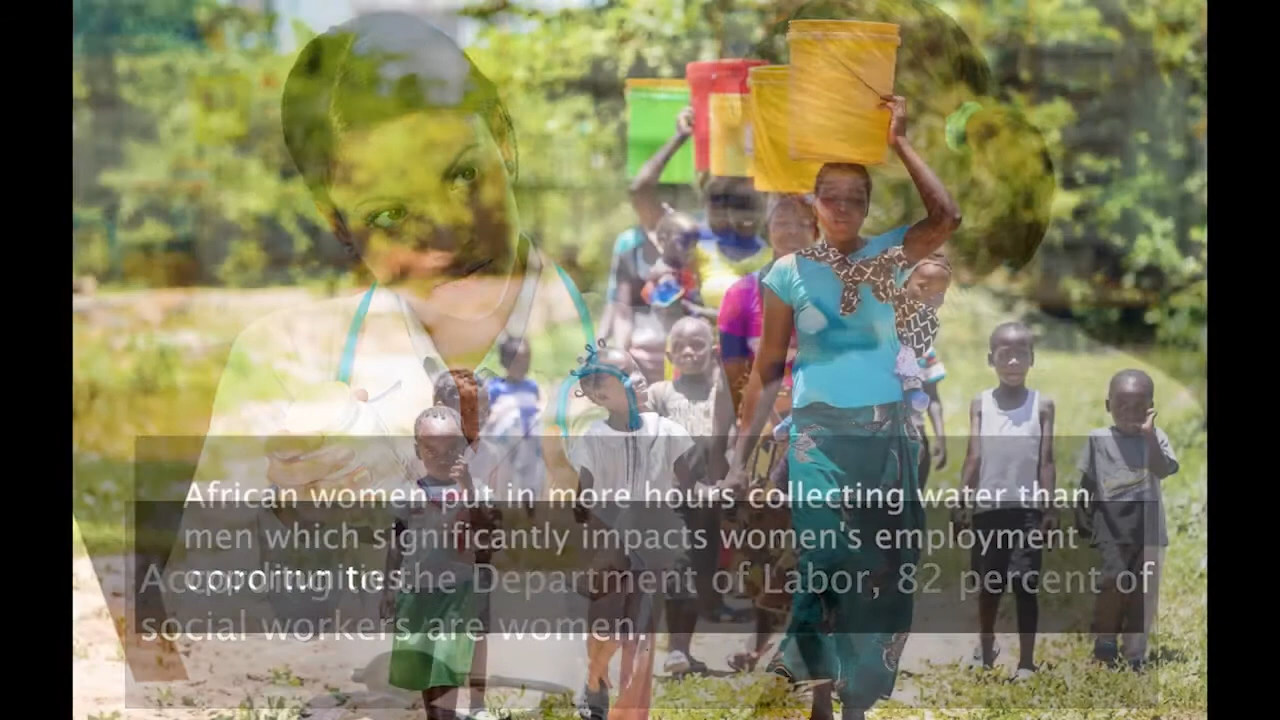 African women put in more hours collecting water than
men which significantly impacts women's employment
opportunities.
According to the Department of Labor, 82 percent of
social workers are women.